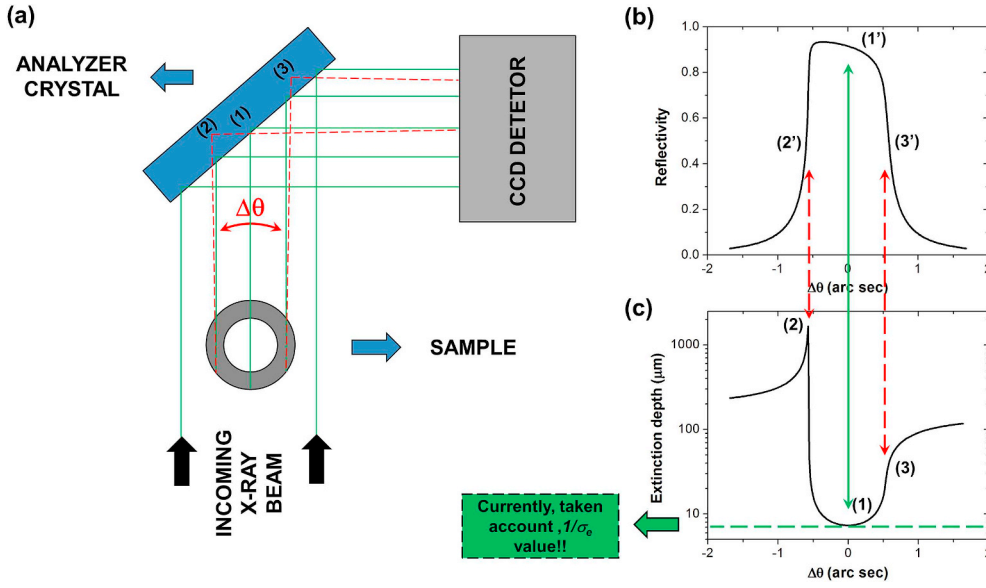 (a)
ANALYZER
CRYSTAL
(1)
(2)
(3)
CCD DETETOR
Δθ
SAMPLE
INCOMING
X-RAY
BEAM
Currently, taken
account ,1/σe
value!!
(b)
Reflectivity
1.0
0.8
0.6
0.4
0.2
0.0
(1')
(2')
(3')
-2 -1 0 1 2
Δθ (arc sec)
(c)
Extinction depth (μm)
1000
100
10
(2)
(1)
(3)
-2 -1 0 1 2
Δθ (arc sec)